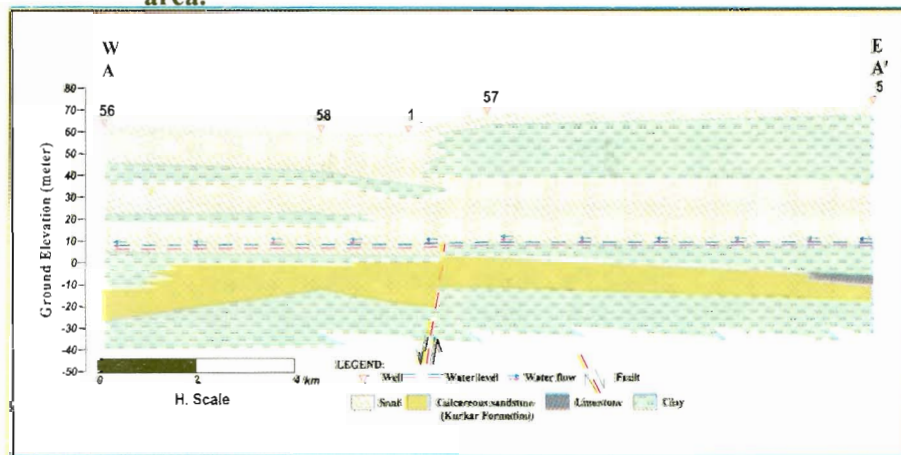 area.
W E
A A'
80
70
60
50
40
30
20
10
0
-10
-20
-30
-40
-50
Ground Elevation (meter)
56 58 1 57 5
0 2 4 km
H. Scale
LEGEND:
Well Water level Water flow Fault
Sand Calcareous sandstone Limestone Clay
(Kurkar Formation)